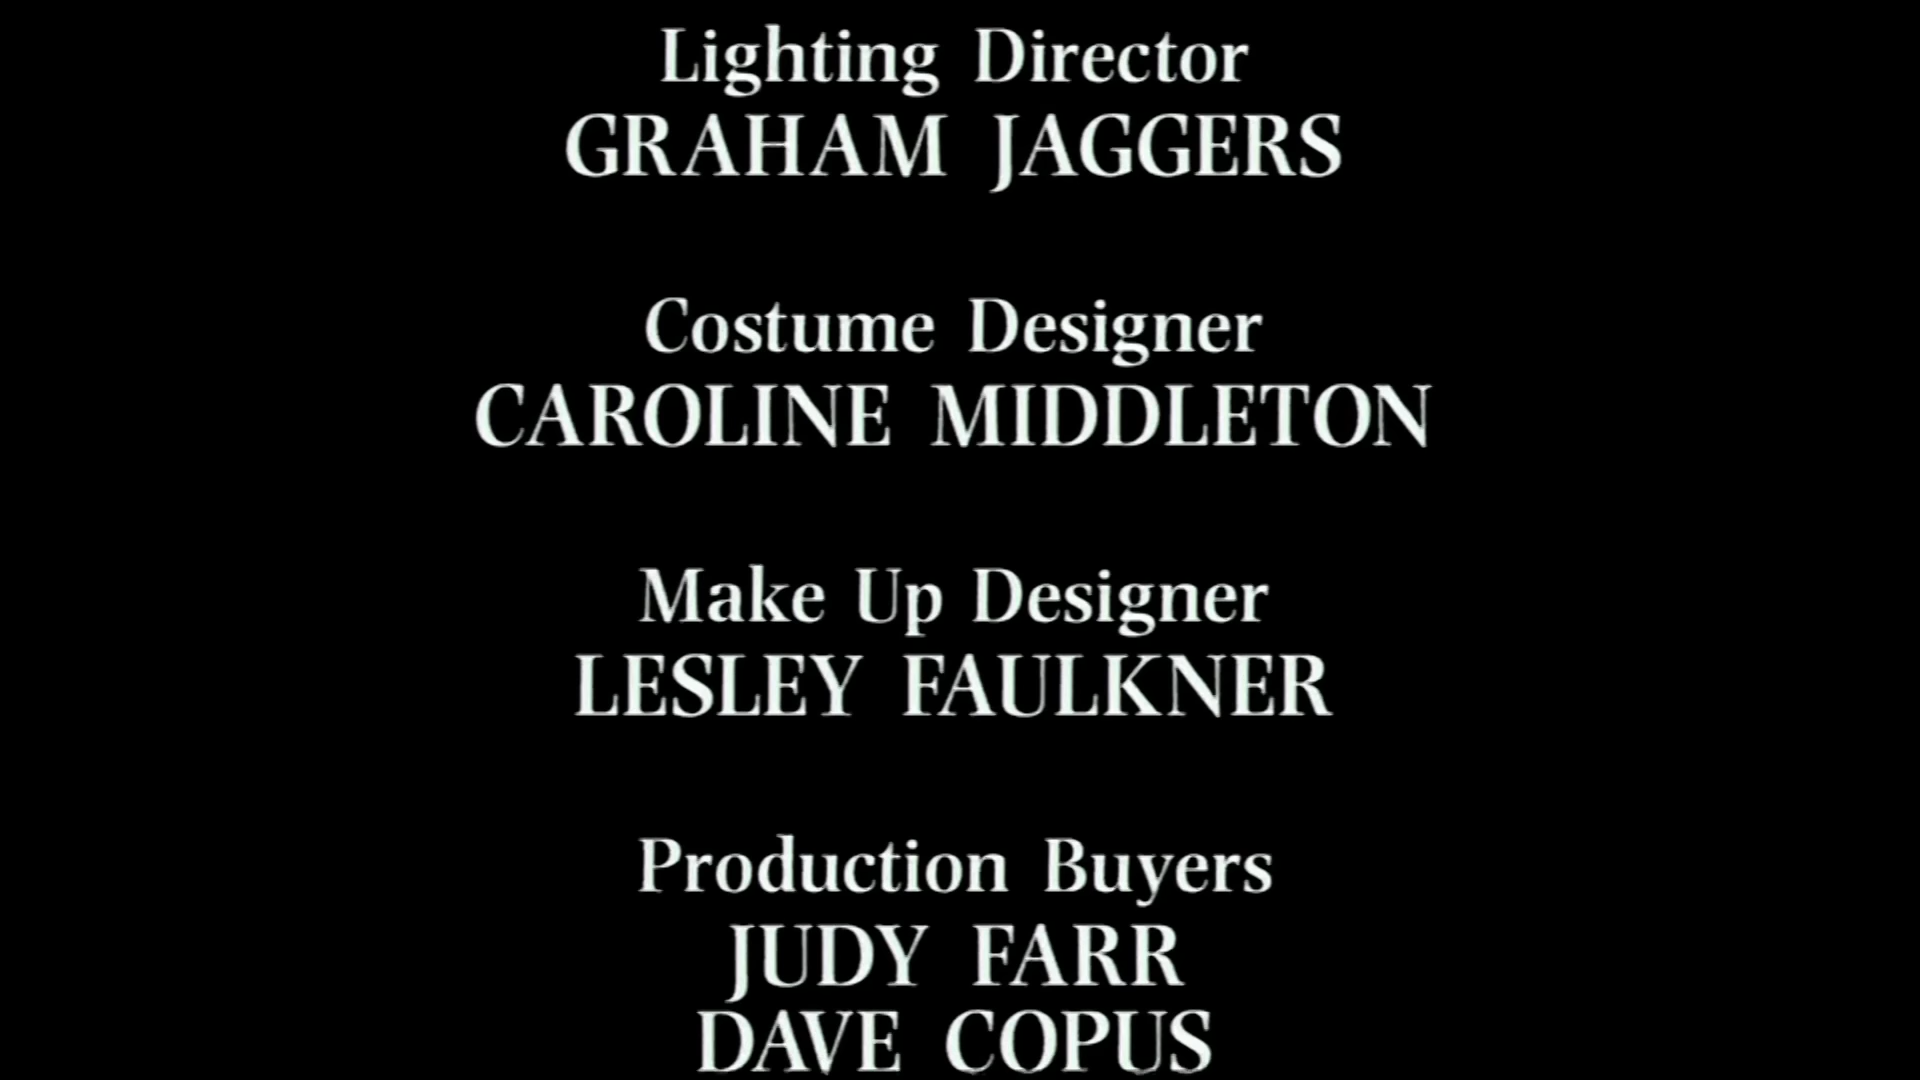 Lighting Director
GRAHAM JAGGERS
Costume Designer
CAROLINE MIDDLETON
Make Up Designer
LESLEY FAULKNER
Production Buyers
JUDY FARR
DAVE COPUS